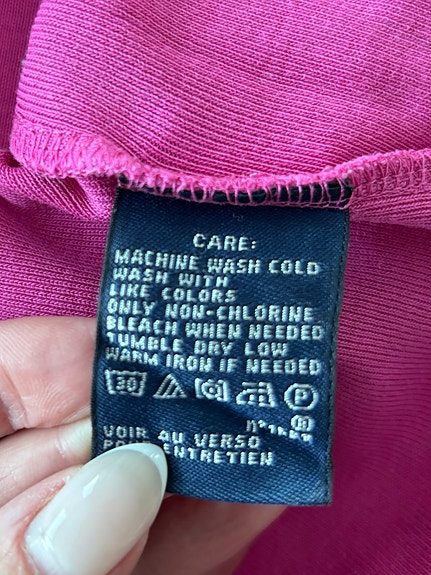 CARE:
MACHINE WASH COLD
WASH WITH
LIKE COLORS
ONLY NON-CHLORINE
BLEACH WHEN NEEDED
TUMBLE DRY LOW
WARM IRON IF NEEDED
30 P
®
VOIR AU VERSO
ENTRETIEN